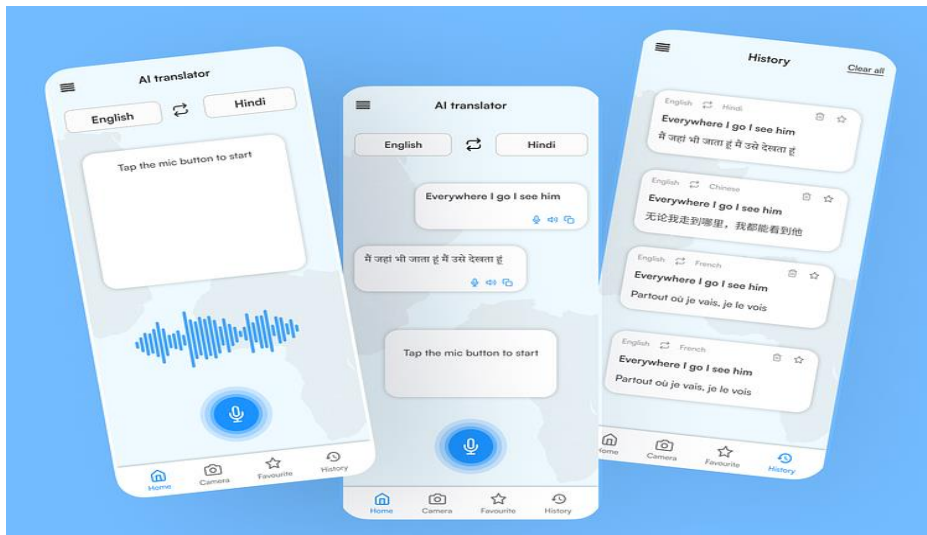 AI translator
English
Hindi
Tap the mic button to start
Home
Camera
Favourite
History
AI translator
English
Hindi
Everywhere I go I see him
मैं जहां भी जाता हूं मैं उसे देखता हूं
Tap the mic button to start
Home
Camera
Favourite
History
History
Clear all
English Hindi
Everywhere I go I see him
मैं जहां भी जाता हूं मैं उसे देखता हूं
English Chinese
Everywhere I go I see him
无论我走到哪里，我都能看到他
English French
Everywhere I go I see him
Partout où je vais, je le vois
English French
Everywhere I go I see him
Partout où je vais, je le vois
Home
Camera
Favourite
History